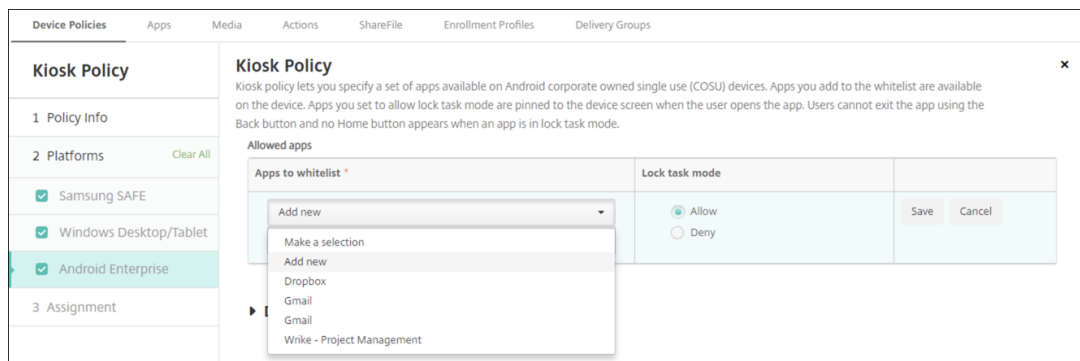 Device Policies Apps Media Actions ShareFile Enrollment Profiles Delivery Groups
Kiosk Policy
1 Policy Info
2 Platforms Clear All
Samsung SAFE
Windows Desktop/Tablet
Android Enterprise
3 Assignment
Kiosk Policy
Kiosk policy lets you specify a set of apps available on Android corporate owned single use (COSU) devices. Apps you add to the whitelist are available
on the device. Apps you set to allow lock task mode are pinned to the device screen when the user opens the app. Users cannot exit the app using the
Back button and no Home button appears when an app is in lock task mode.
Allowed apps
Apps to whitelist * Lock task mode
Add new Allow Save Cancel
Deny
Make a selection
Add new
Dropbox
Gmail
Gmail
Wrike - Project Management